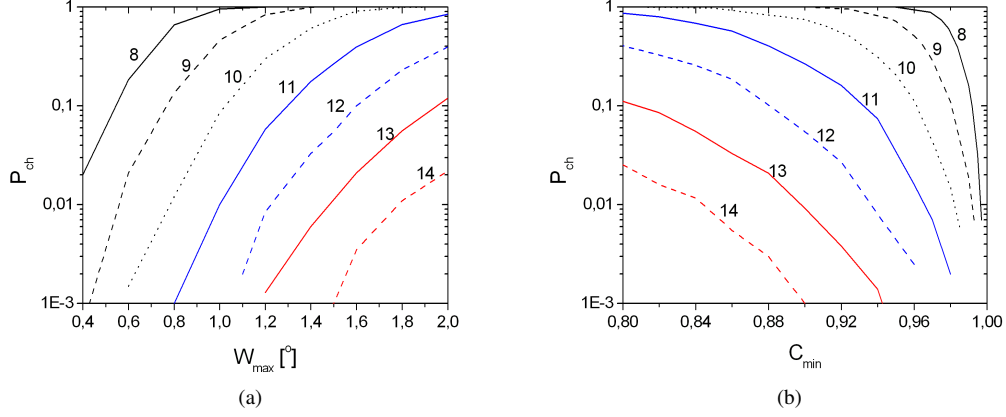 1
0,1
0,01
1E-3
P_ch
8
9
10
11
12
13
14
0,4 0,6 0,8 1,0 1,2 1,4 1,6 1,8 2,0
W_max [°]
(a)
1
0,1
0,01
1E-3
P_ch
8
9
10
11
12
13
14
0,80 0,84 0,88 0,92 0,96 1,00
C_min
(b)